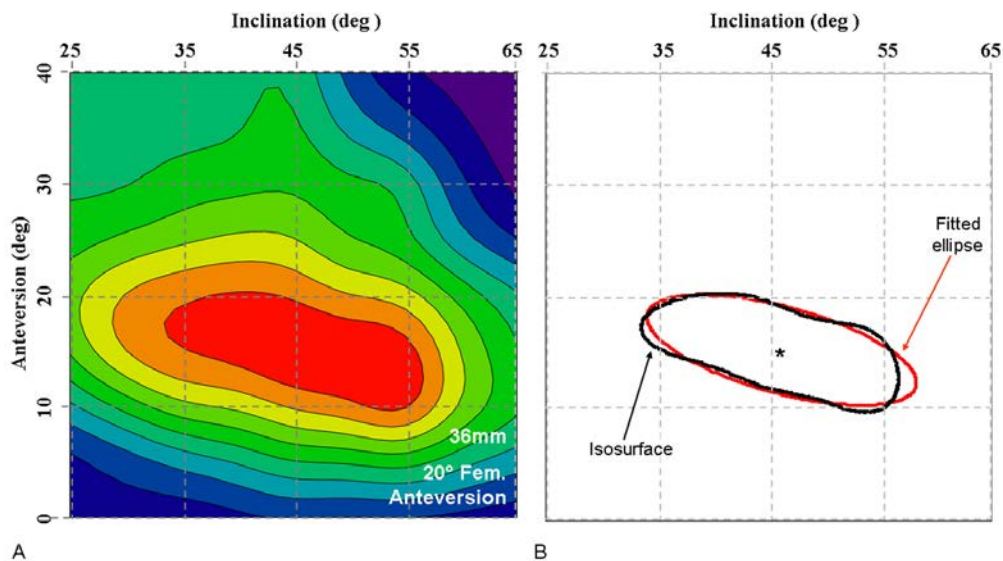 Inclination (deg )
25 35 45 55 65
Anteversion (deg)
40
30
20
10
0
36mm
20° Fem.
Anteversion
A
Inclination (deg )
25 35 45 55 65
Fitted
ellipse
*
Isosurface
B